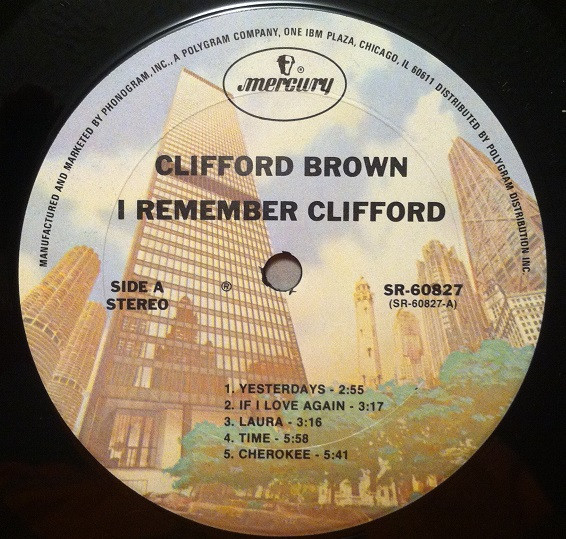 MANUFACTURED AND MARKETED BY PHONOGRAM, INC., A POLYGRAM COMPANY, ONE IBM PLAZA, CHICAGO, IL 60611 DISTRIBUTED BY POLYGRAM DISTRIBUTION INC.
®
mercury
CLIFFORD BROWN
I REMEMBER CLIFFORD
SIDE A
STEREO
®
SR-60827
(SR-60827-A)
1. YESTERDAYS - 2:55
2. IF I LOVE AGAIN - 3:17
3. LAURA - 3:16
4. TIME - 5:58
5. CHEROKEE - 5:41